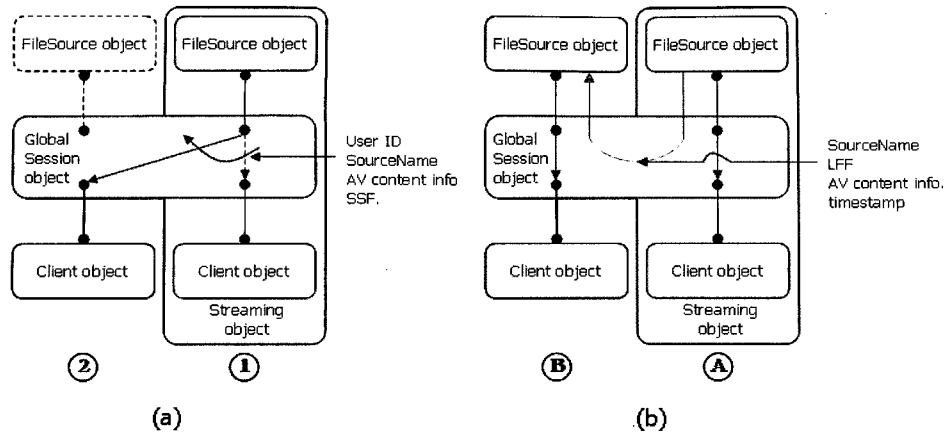 FileSource object
FileSource object
Global
Session
object
User ID
SourceName
AV content info
SSF.
Client object
Client object
Streaming
object
2
1
(a)
FileSource object
FileSource object
Global
Session
object
SourceName
LFF
AV content info.
timestamp
Client object
Client object
Streaming
object
B
A
(b)